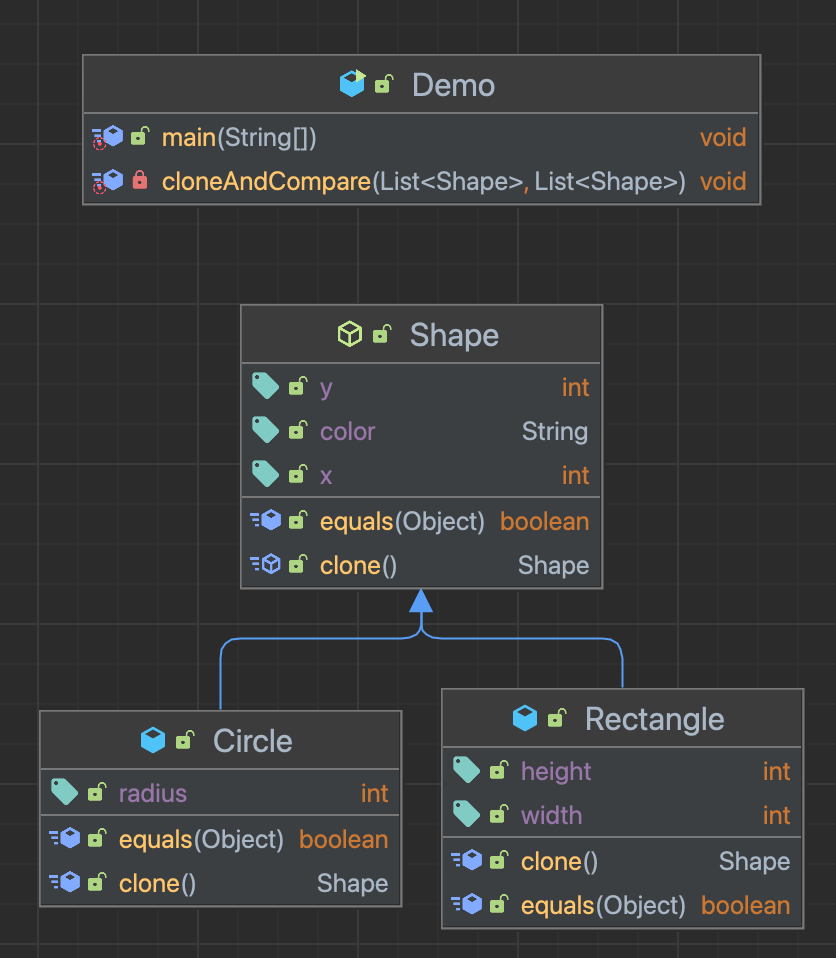 Demo
main(String[]) void
cloneAndCompare(List<Shape>, List<Shape>) void
Shape
y int
color String
x int
equals(Object) boolean
clone() Shape
Circle
radius int
equals(Object) boolean
clone() Shape
Rectangle
height int
width int
clone() Shape
equals(Object) boolean